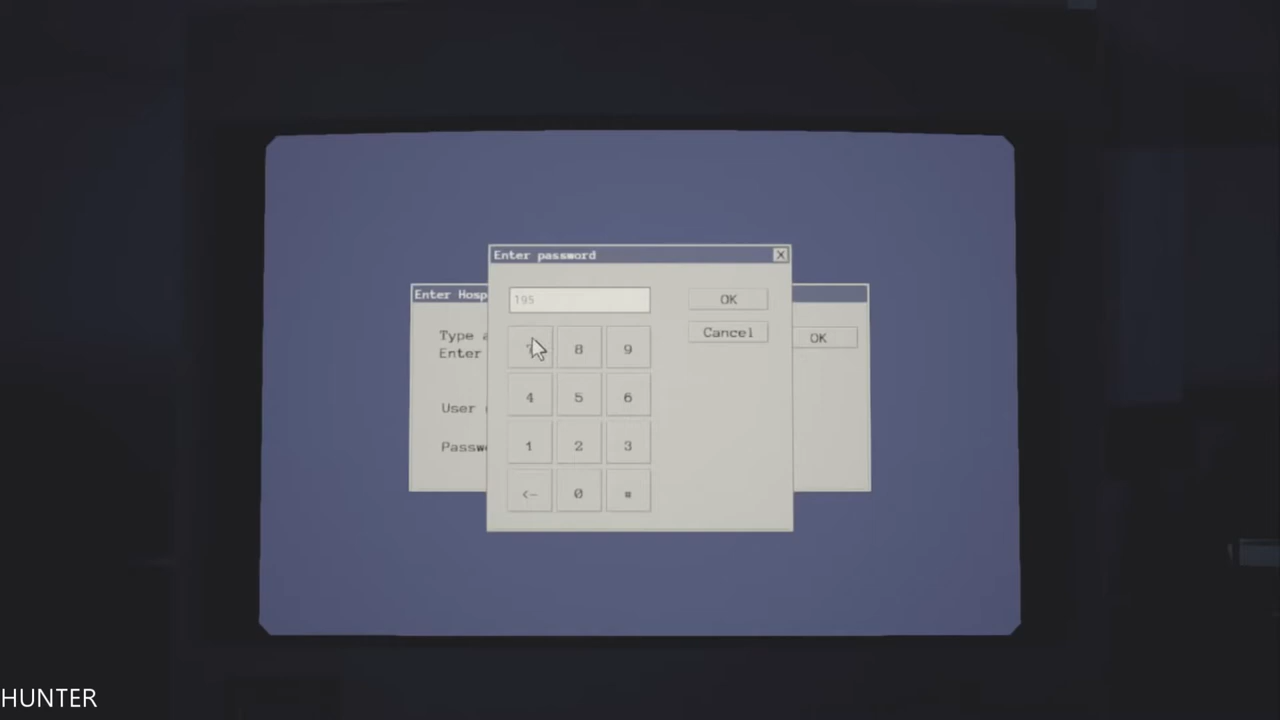 Enter password
X
195
OK
Cancel
8 9
4 5 6
1 2 3
<- 0
Enter Hosp
Type
Enter
OK
User
Passw
HUNTER